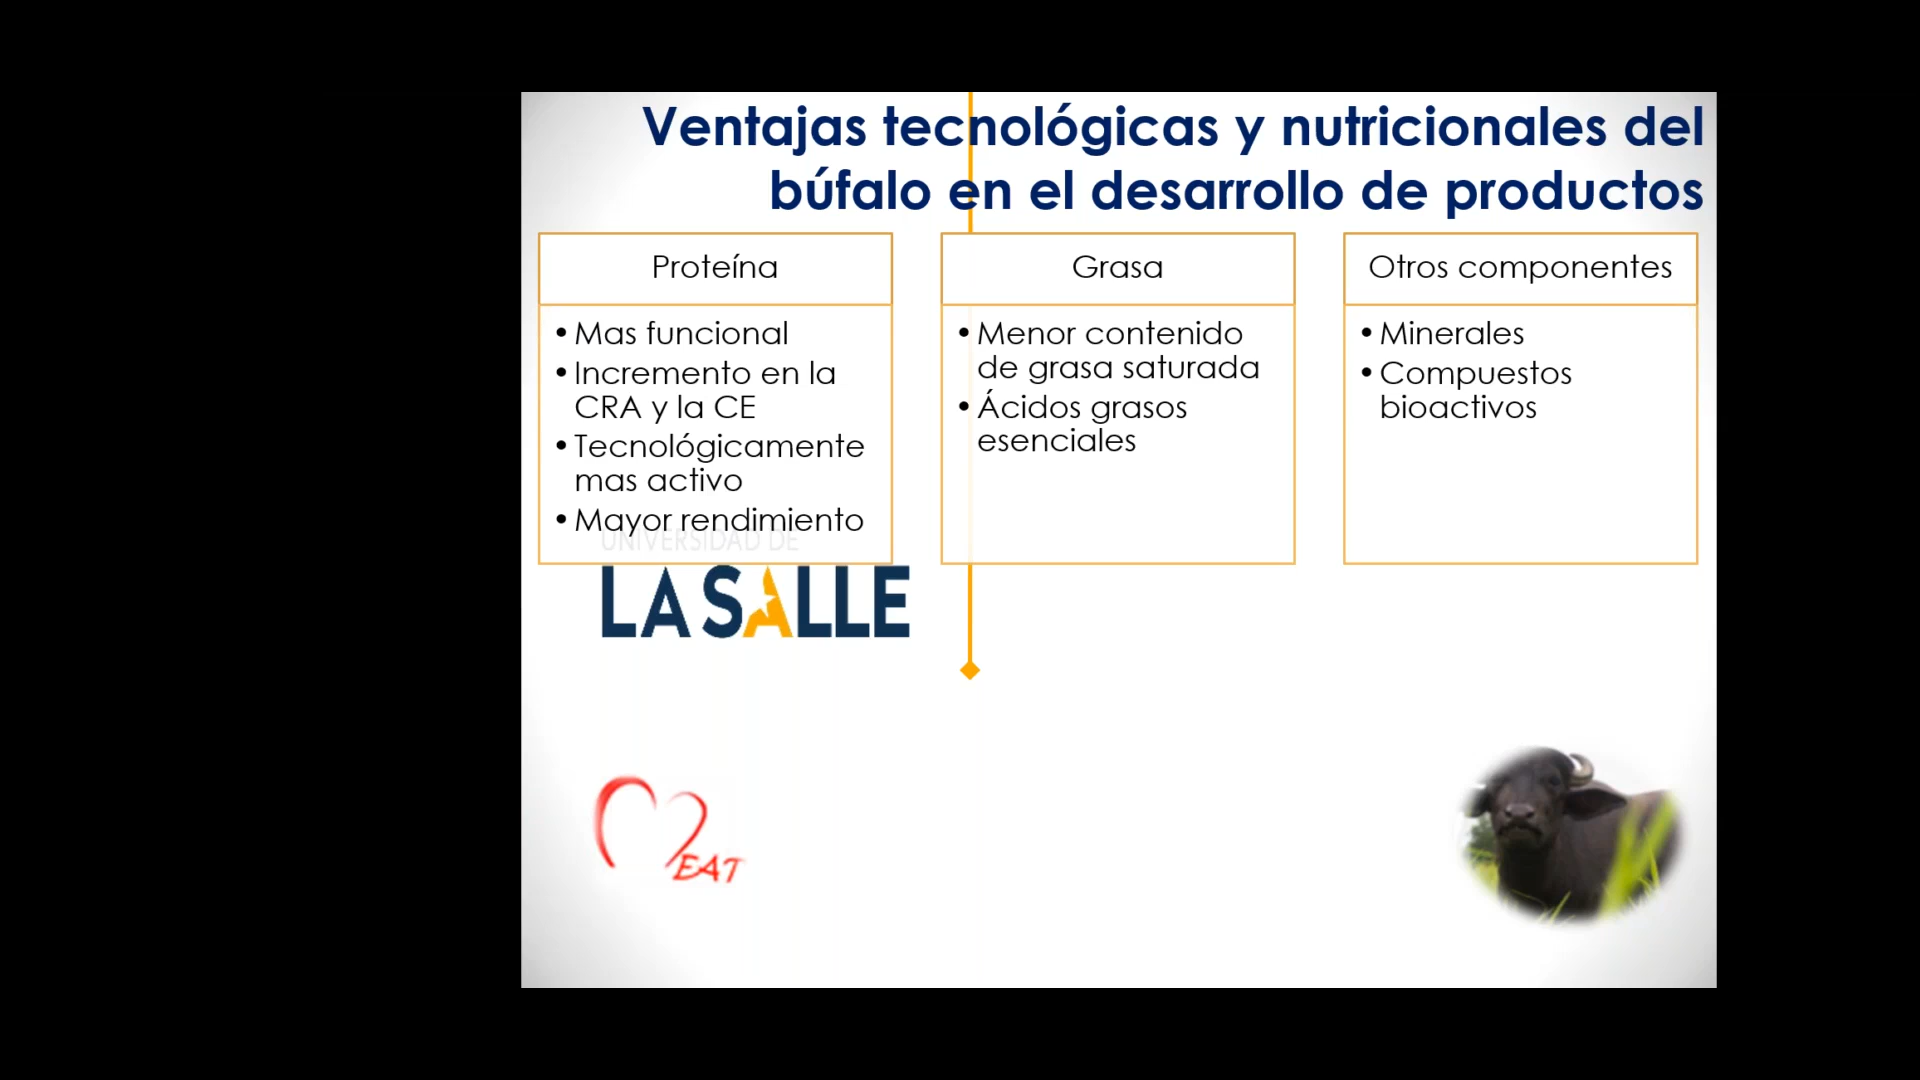 Ventajas tecnológicas y nutricionales del
búfalo en el desarrollo de productos
Proteína
•Mas funcional
•Incremento en la
CRA y la CE
•Tecnológicamente
mas activo
•Mayor rendimiento
Grasa
•Menor contenido
de grasa saturada
•Ácidos grasos
esenciales
Otros componentes
•Minerales
•Compuestos
bioactivos
UNIVERSIDAD DE
LA SALLE
MEAT